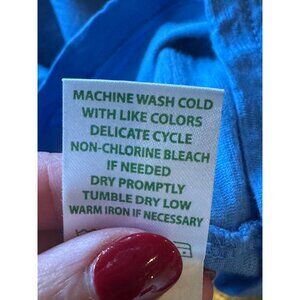 MACHINE WASH COLD
WITH LIKE COLORS
DELICATE CYCLE
NON-CHLORINE BLEACH
IF NEEDED
DRY PROMPTLY
TUMBLE DRY LOW
WARM IRON IF NECESSARY